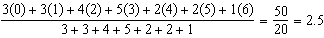 3(0) + 3(1) + 4(2) + 5(3) + 2(4) + 2(5) + 1(6)
3 + 3 + 4 + 5 + 2 + 2 + 1
= 50/20 = 2.5